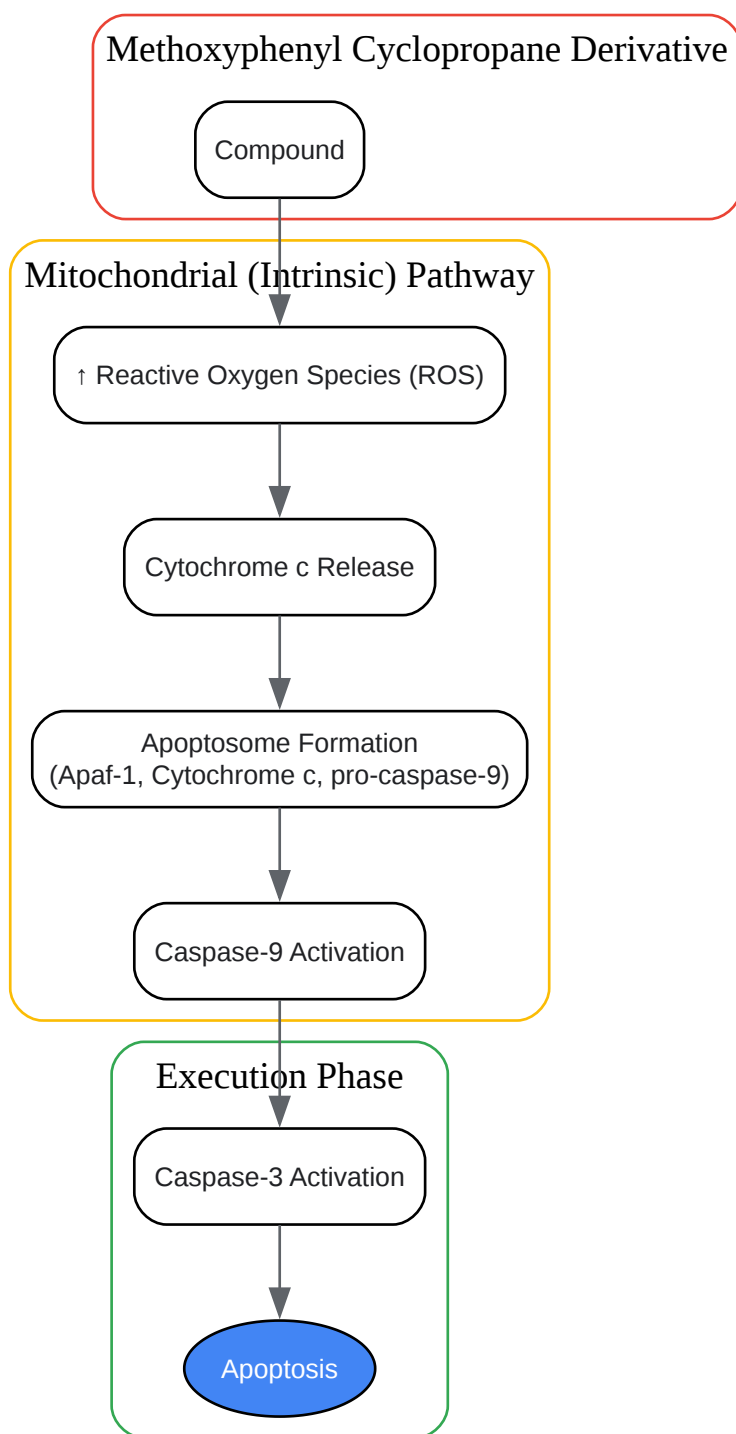 Methoxyphenyl Cyclopropane Derivative
Compound
Mitochondrial (Intrinsic) Pathway
↑ Reactive Oxygen Species (ROS)
Cytochrome c Release
Apoptosome Formation
(Apaf-1, Cytochrome c, pro-caspase-9)
Caspase-9 Activation
Execution Phase
Caspase-3 Activation
Apoptosis